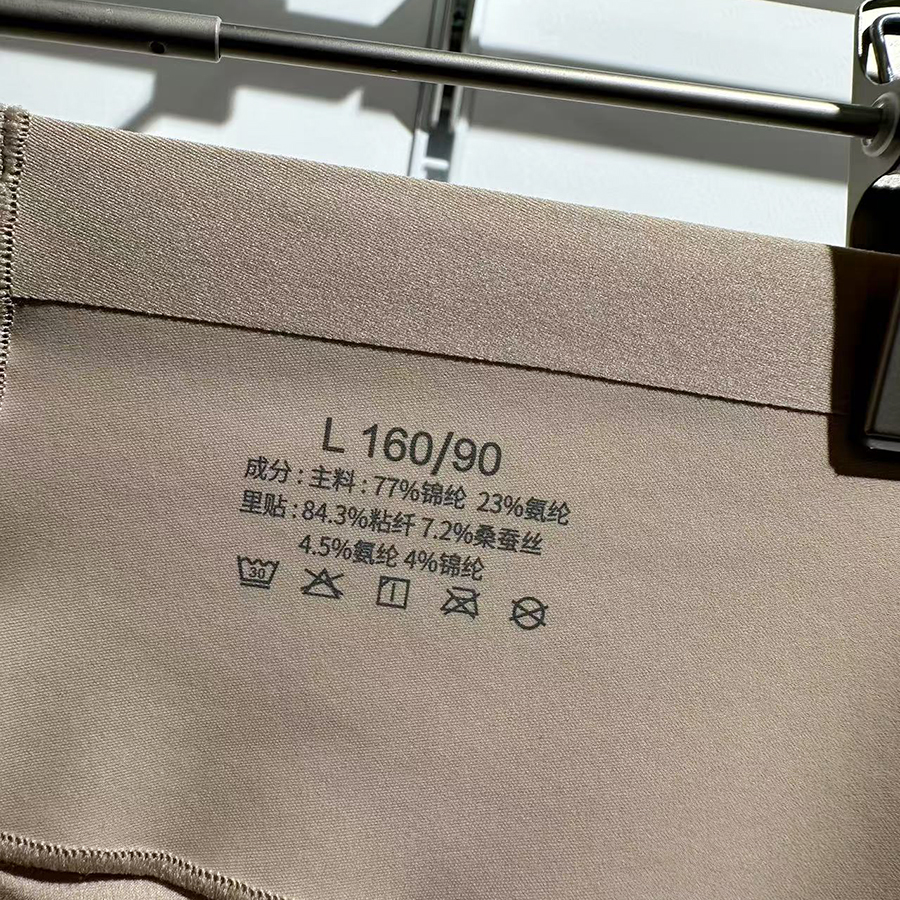 L 160/90
成分:主料:77%锦纶 23%氨纶
里贴:84.3%粘纤 7.2%桑蚕丝
4.5%氨纶 4%锦纶
30